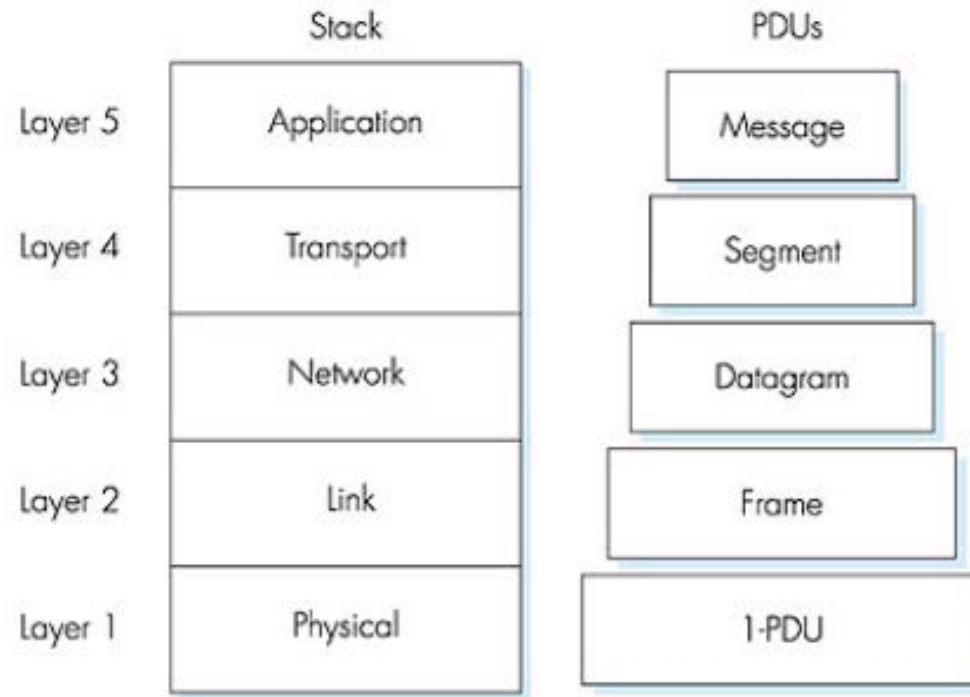 Stack PDUs
Layer 5 Application Message
Layer 4 Transport Segment
Layer 3 Network Datagram
Layer 2 Link Frame
Layer 1 Physical 1-PDU